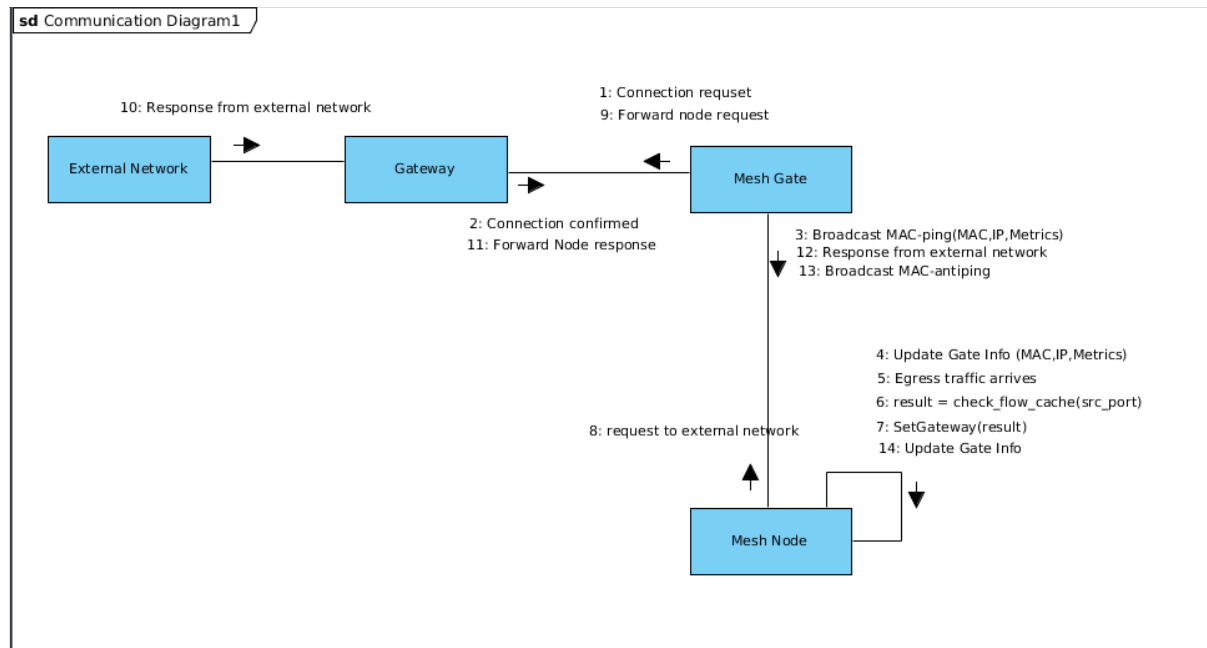 sd Communication Diagram1
1: Connection requset
10: Response from external network
9: Forward node request
External Network
Gateway
Mesh Gate
2: Connection confirmed
11: Forward Node response
3: Broadcast MAC-ping(MAC,IP,Metrics)
12: Response from external network
13: Broadcast MAC-antiping
4: Update Gate Info (MAC,IP,Metrics)
5: Egress traffic arrives
6: result = check_flow_cache(src_port)
7: SetGateway(result)
8: request to external network
14: Update Gate Info
Mesh Node